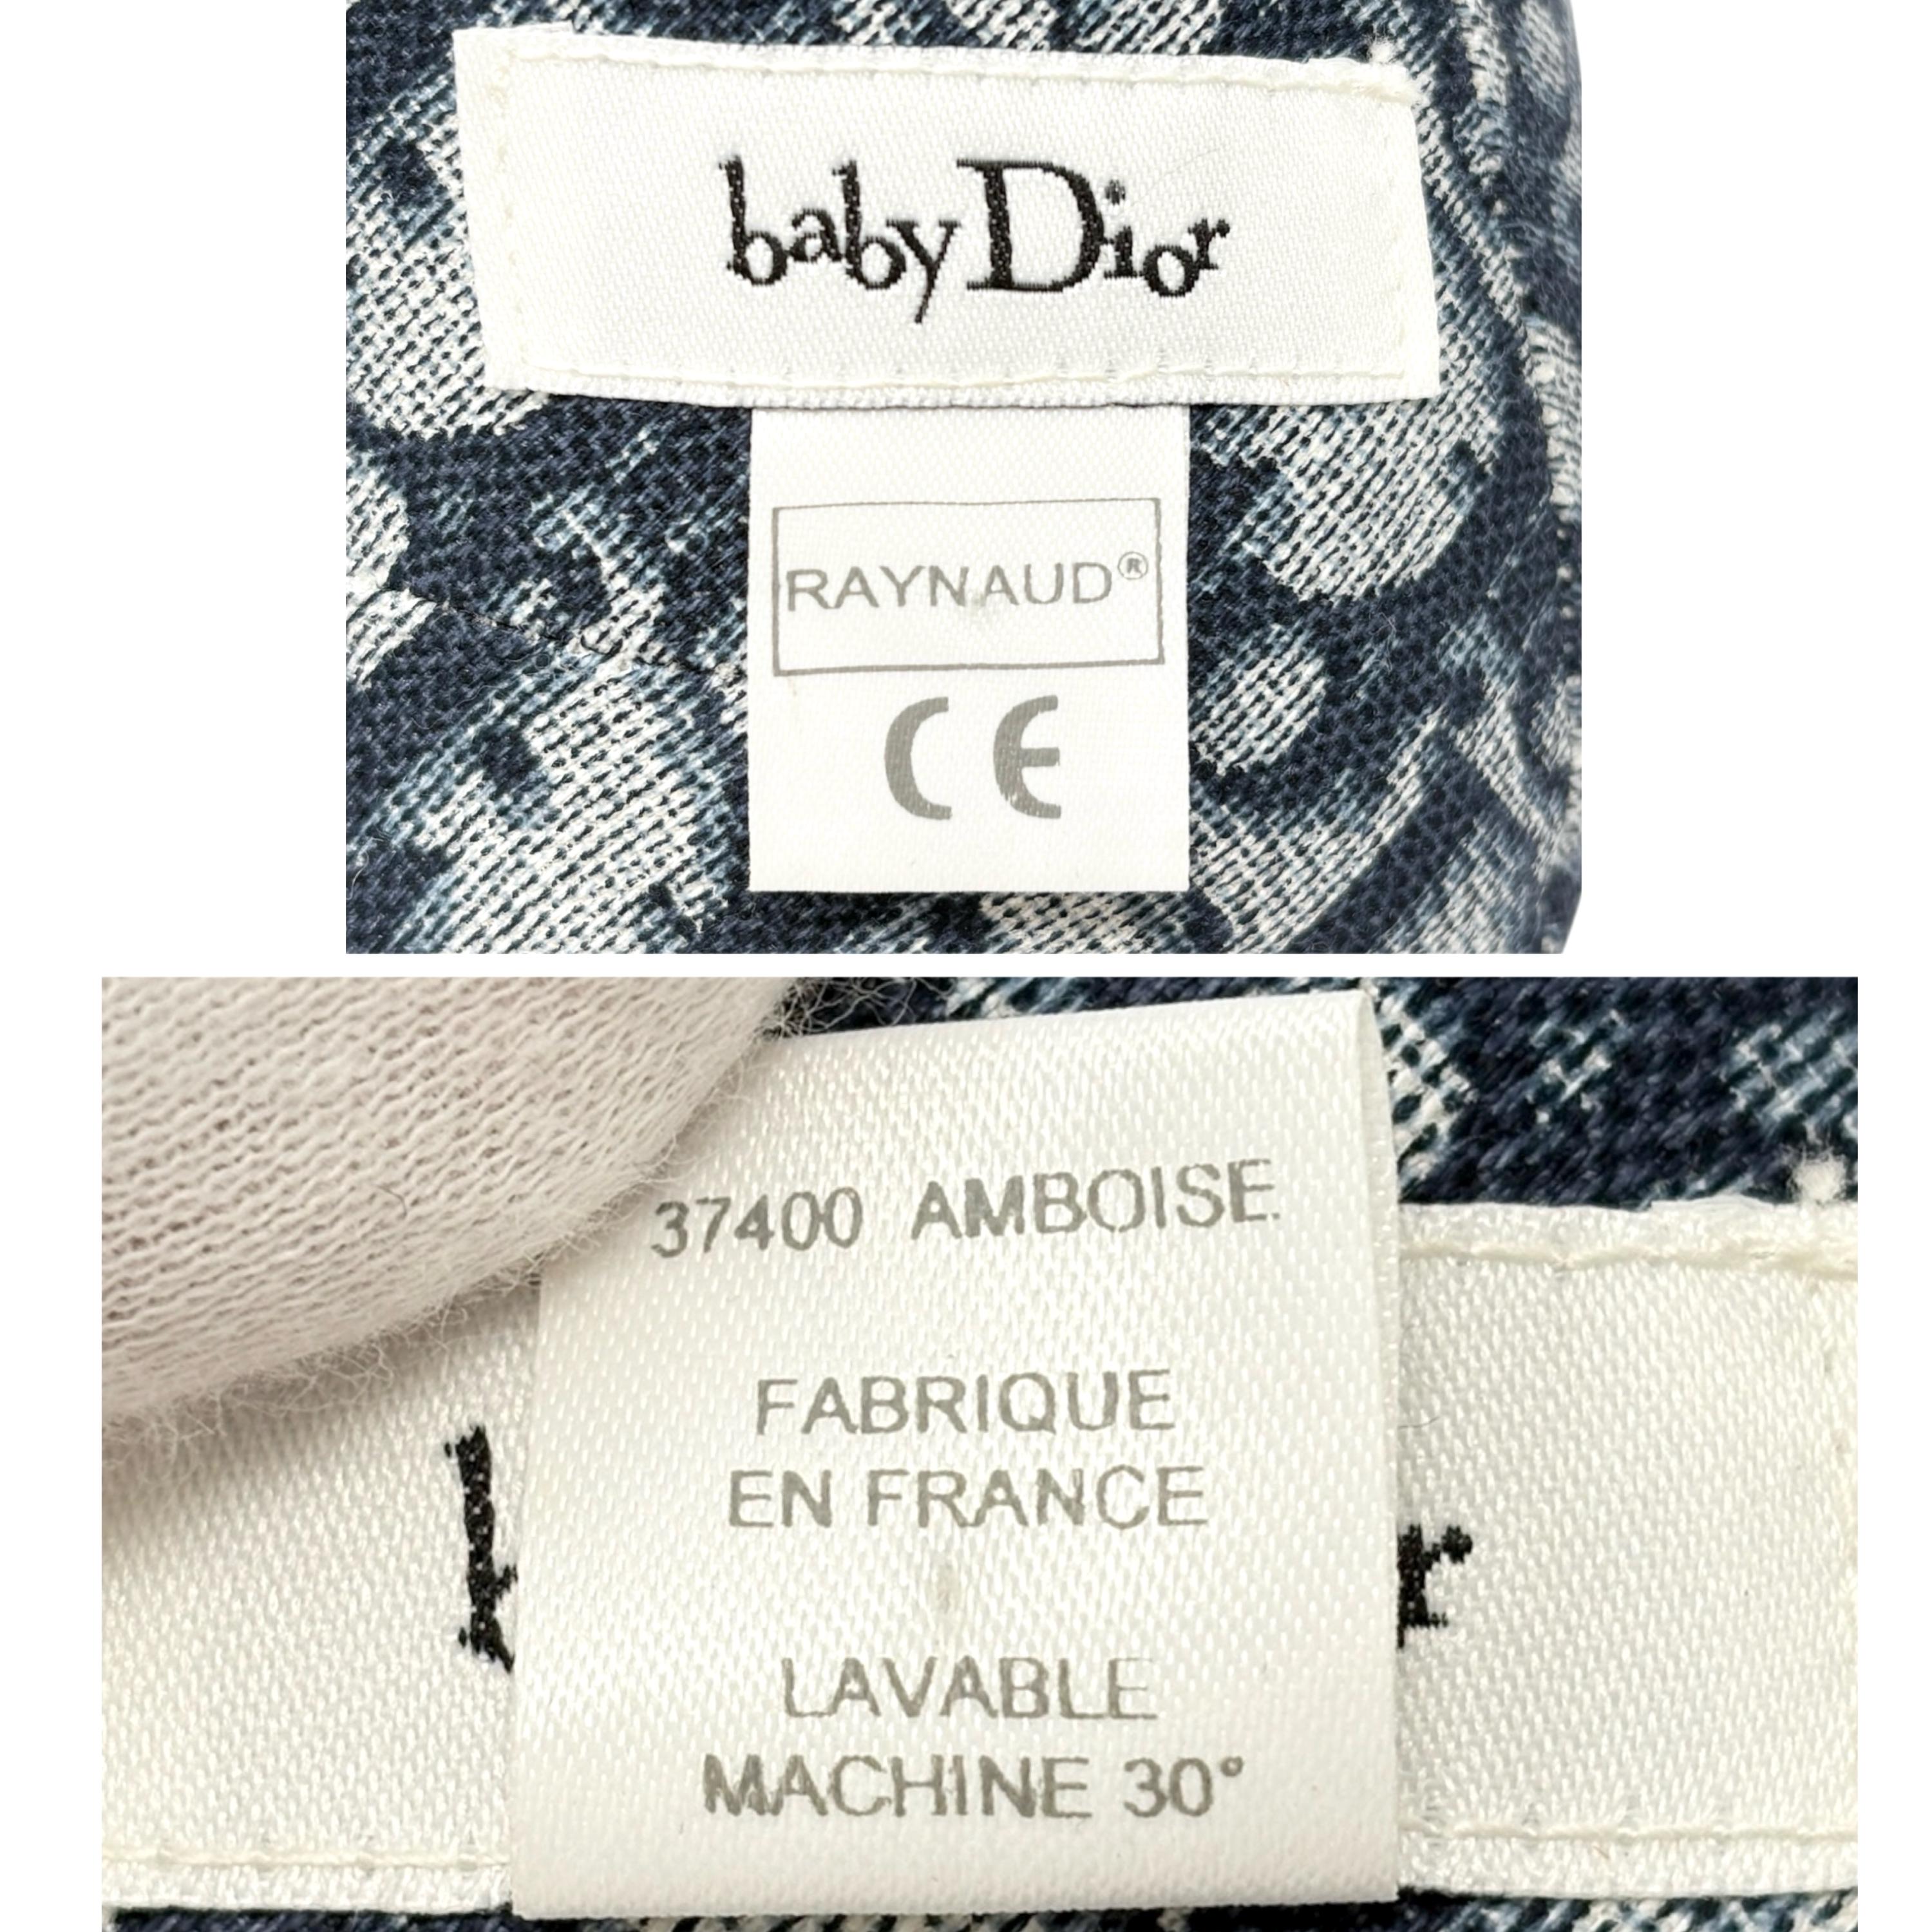 baby Dior
RAYNAUD®
CE
37400 AMBOISE
FABRIQUE
EN FRANCE
LAVABLE
MACHINE 30°
b
r